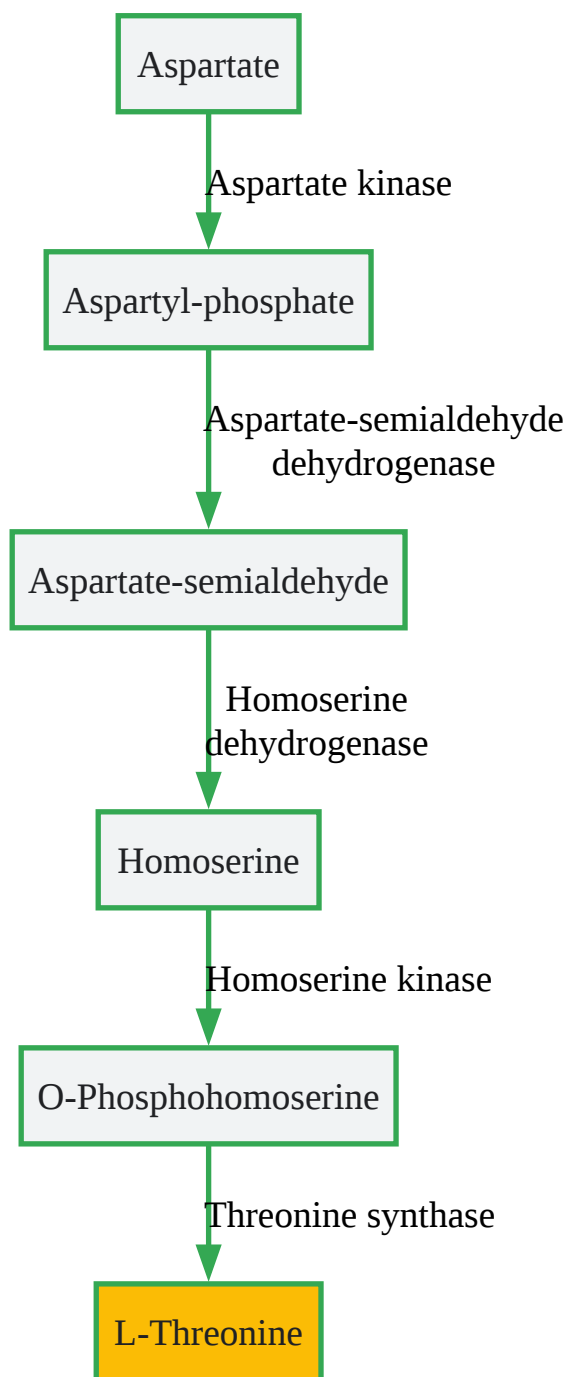 Aspartate
Aspartate kinase
Aspartyl-phosphate
Aspartate-semialdehyde
dehydrogenase
Aspartate-semialdehyde
Homoserine
dehydrogenase
Homoserine
Homoserine kinase
O-Phosphohomoserine
Threonine synthase
L-Threonine